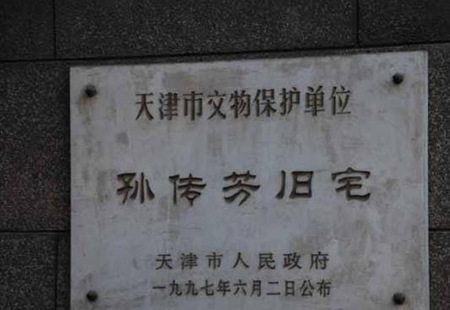 天津市文物保护单位
孙传芳旧宅
天津市人民政府
一九九七年六月二日公布